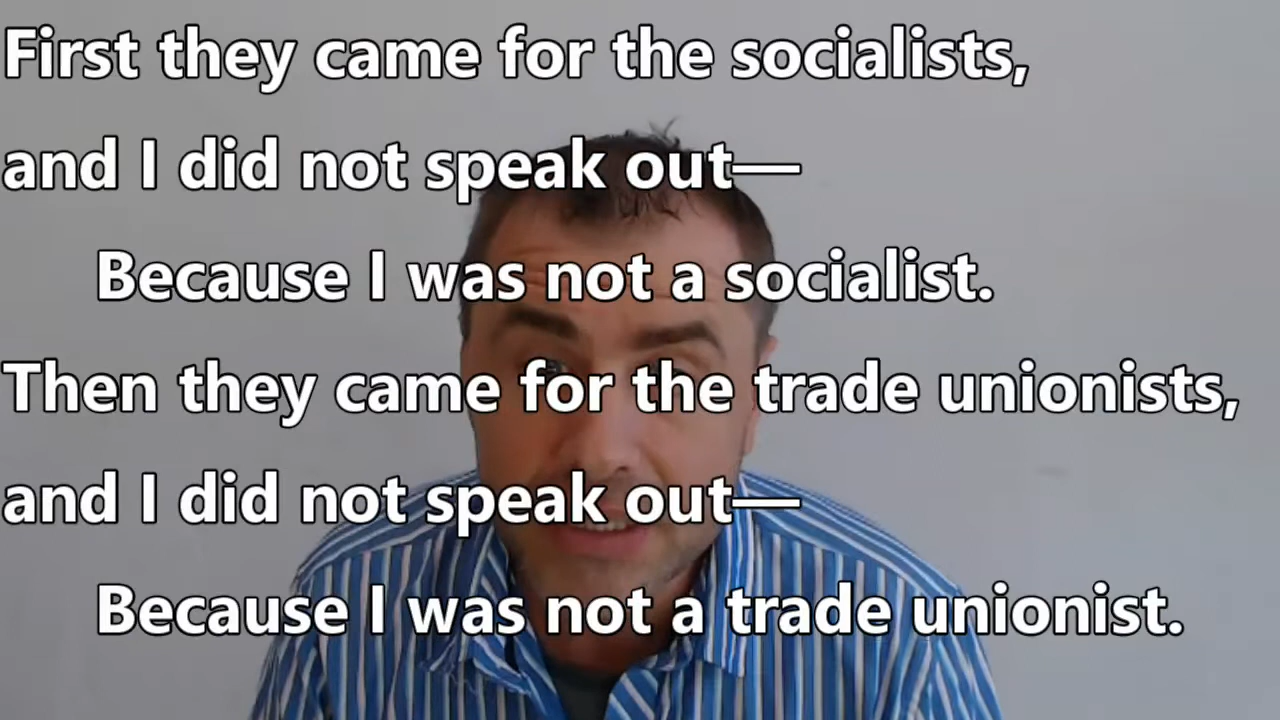 First they came for the socialists,
and I did not speak out—
Because I was not a socialist.
Then they came for the trade unionists,
and I did not speak out—
Because I was not a trade unionist.